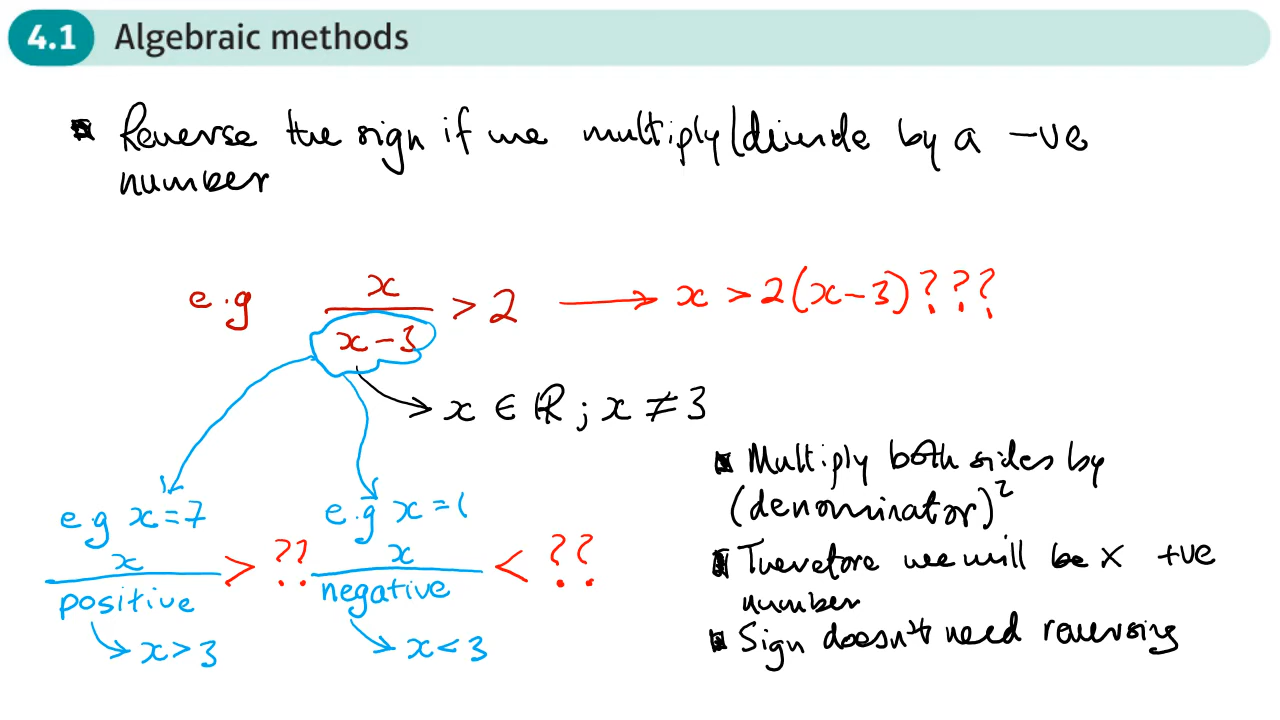 4.1 Algebraic methods
Reverse the sign if we multiply/divide by a -ve
number
e.g x/(x-3) > 2 → x > 2(x-3)???
x ∈ ℝ ; x ≠ 3
e.g x=7
x/positive > ??
x > 3
e.g x=1
x/negative < ??
x < 3
Multiply both sides by
(denominator)²
Therefore we will be × +ve
number
Sign doesn't need reversing